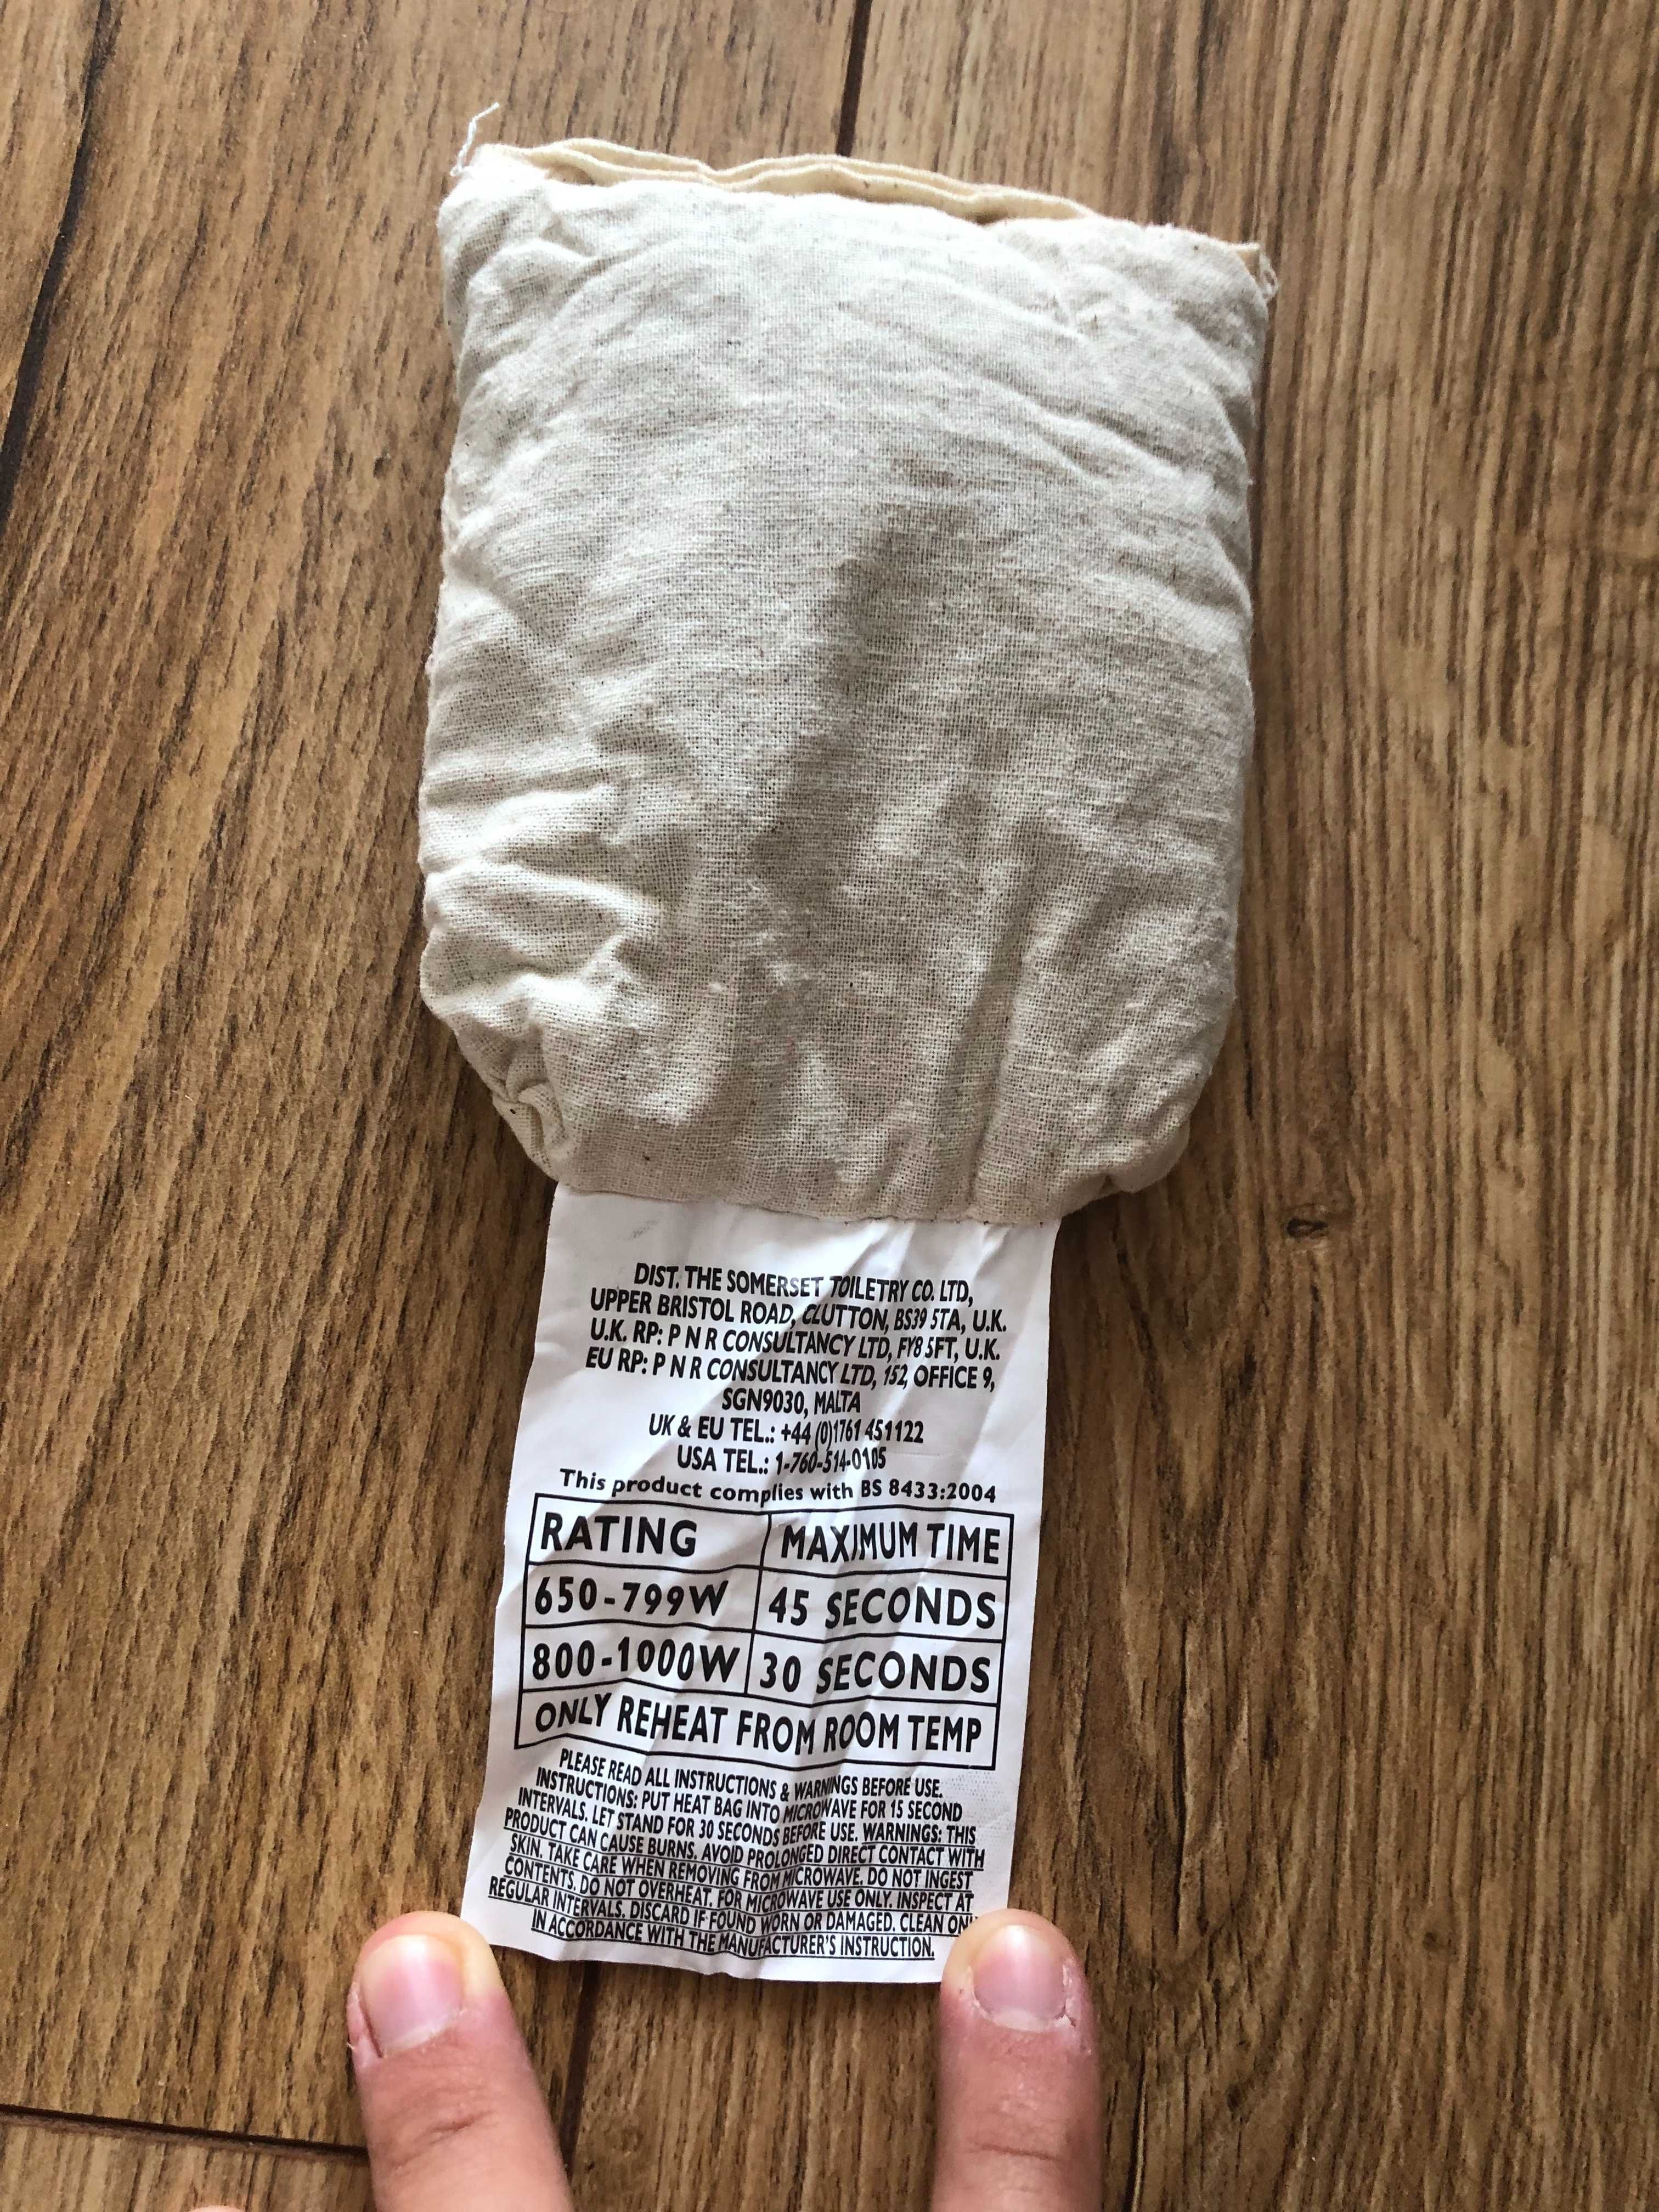 DIST. THE SOMERSET TOILETRY CO. LTD,
UPPER BRISTOL ROAD, CLUTTON, BS39 5TA, U.K.
U.K. RP: P N R CONSULTANCY LTD, FY8 5FT, U.K.
EU RP: P N R CONSULTANCY LTD, 152, OFFICE 9,
SGN9030, MALTA
UK & EU TEL.: +44 (0)1761 451122
USA TEL.: 1-760-514-0105
This product complies with BS 8433:2004
RATING MAXIMUM TIME
650-799W 45 SECONDS
800-1000W 30 SECONDS
ONLY REHEAT FROM ROOM TEMP
PLEASE READ ALL INSTRUCTIONS & WARNINGS BEFORE USE.
INSTRUCTIONS: PUT HEAT BAG INTO MICROWAVE FOR 15 SECOND
INTERVALS. LET STAND FOR 30 SECONDS BEFORE USE. WARNINGS: THIS
PRODUCT CAN CAUSE BURNS. AVOID PROLONGED DIRECT CONTACT WITH
SKIN. TAKE CARE WHEN REMOVING FROM MICROWAVE. DO NOT INGEST
CONTENTS. DO NOT OVERHEAT. FOR MICROWAVE USE ONLY. INSPECT AT
REGULAR INTERVALS. DISCARD IF FOUND WORN OR DAMAGED. CLEAN ONLY
IN ACCORDANCE WITH THE MANUFACTURER'S INSTRUCTION.